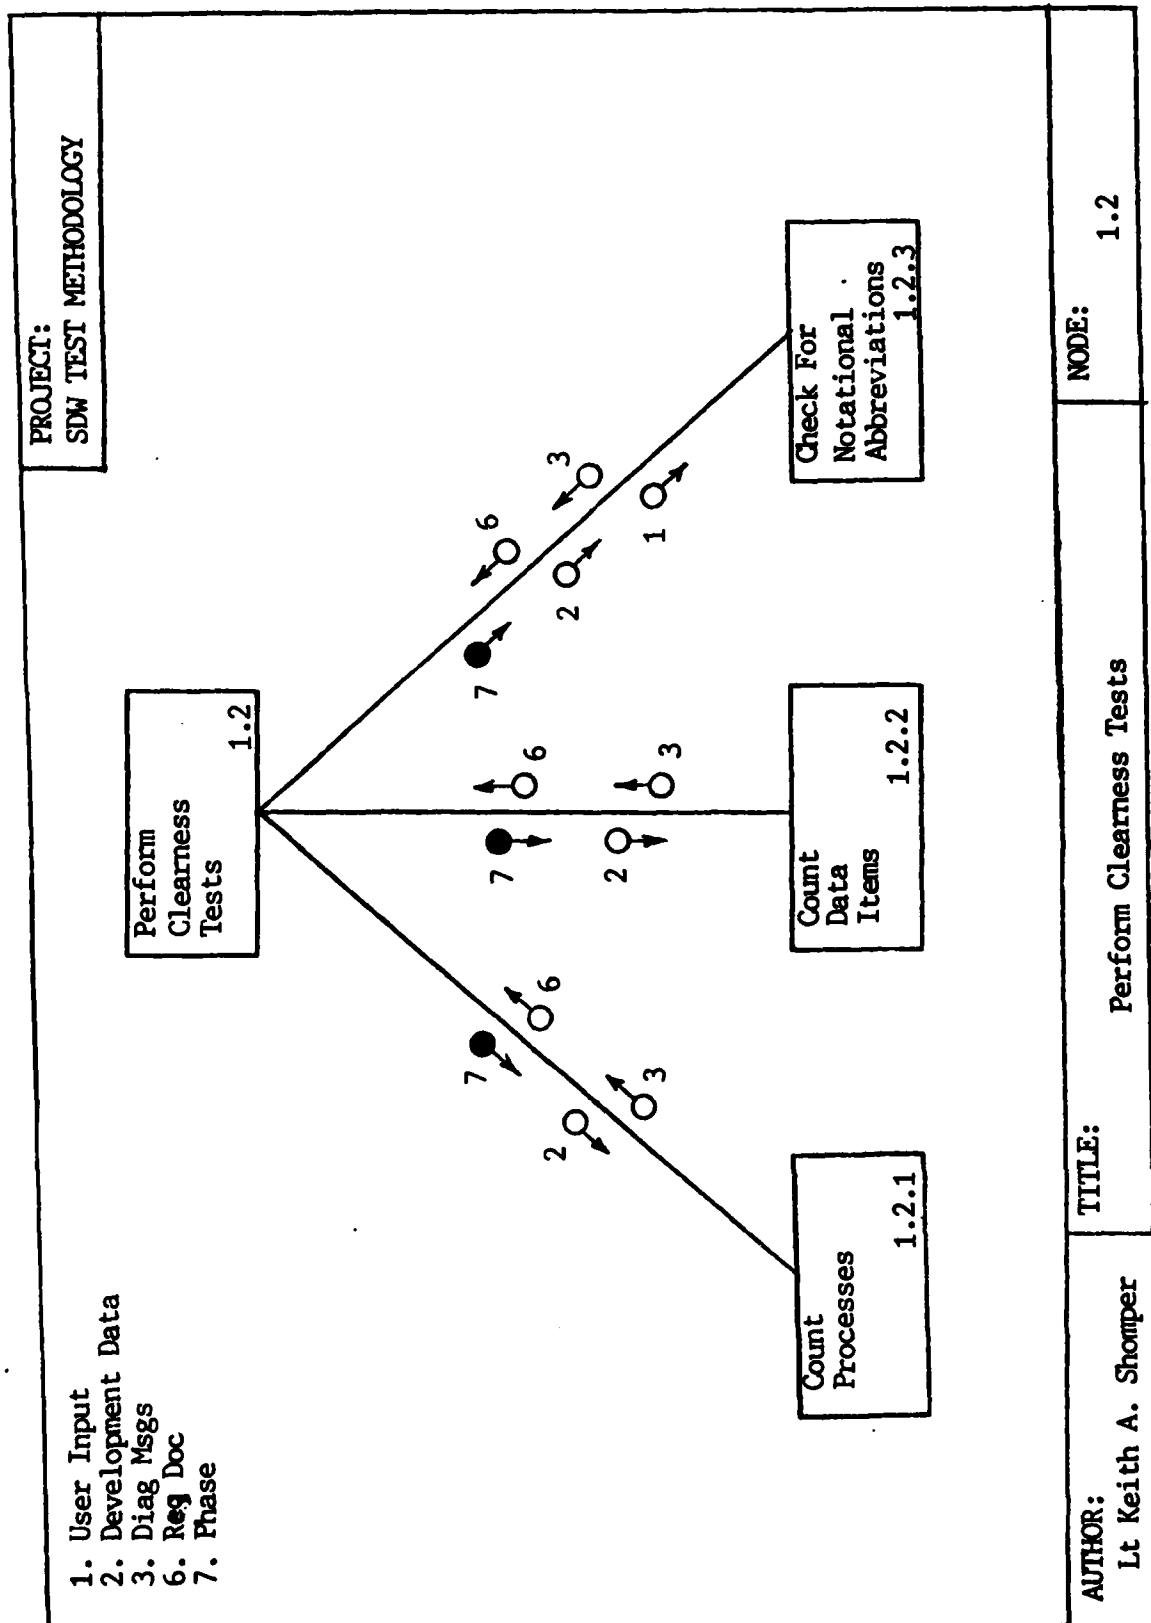 PROJECT:
SDW TEST METHODOLOGY
1. User Input
2. Development Data
3. Diag Msgs
6. Req Doc
7. Phase
Perform
Clearness
Tests
1.2
7
6
2
3
7
6
2
3
7
6
2
3
1
Count
Processes
1.2.1
Count
Data
Items
1.2.2
Check For
Notational
Abbreviations
1.2.3
AUTHOR:
Lt Keith A. Shomper
TITLE:
Perform Clearness Tests
NODE:
1.2